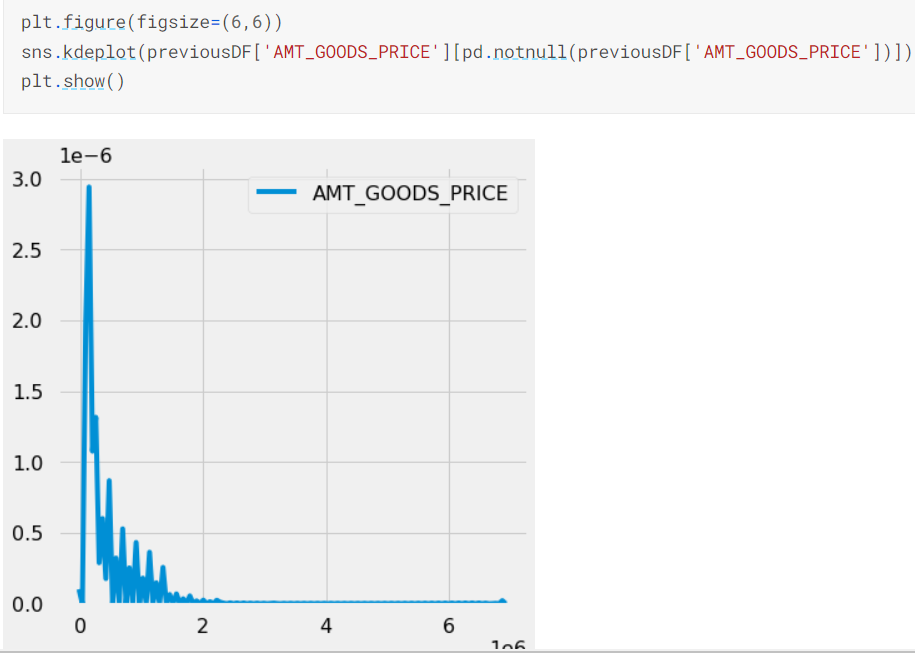 plt.figure(figsize=(6,6))
sns.kdeplot(previousDF['AMT_GOODS_PRICE'][pd.notnull(previousDF['AMT_GOODS_PRICE'])])
plt.show()
1e−6
3.0
AMT_GOODS_PRICE
2.5
2.0
1.5
1.0
0.5
0.0
0 2 4 6
1e6